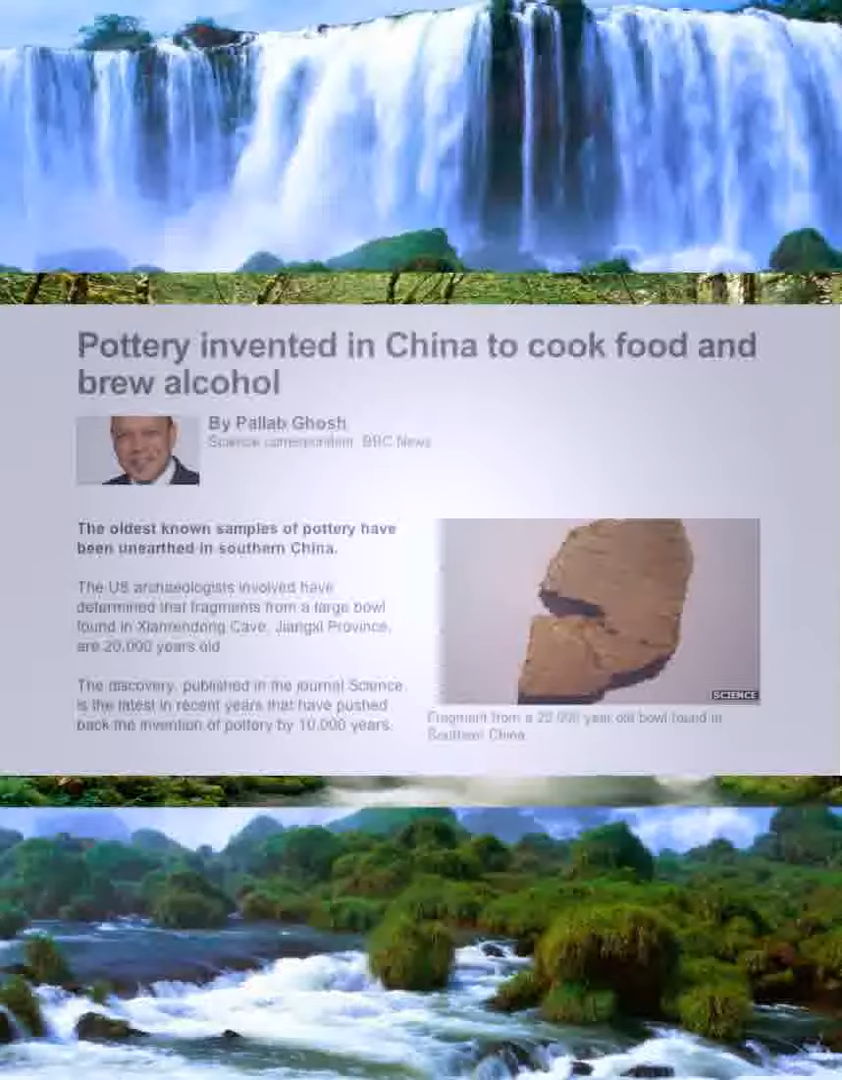 Pottery invented in China to cook food and
brew alcohol
By Pallab Ghosh
Science correspondent, BBC News
The oldest known samples of pottery have
been unearthed in southern China.
The US archaeologists involved have
determined that fragments from a large bowl
found in Xianrendong Cave, Jiangxi Province,
are 20,000 years old
The discovery, published in the journal Science
is the latest in recent years that have pushed
back the invention of pottery by 10,000 years.
SCIENCE
Fragment from a 20 000 year old bowl found in
Southern China